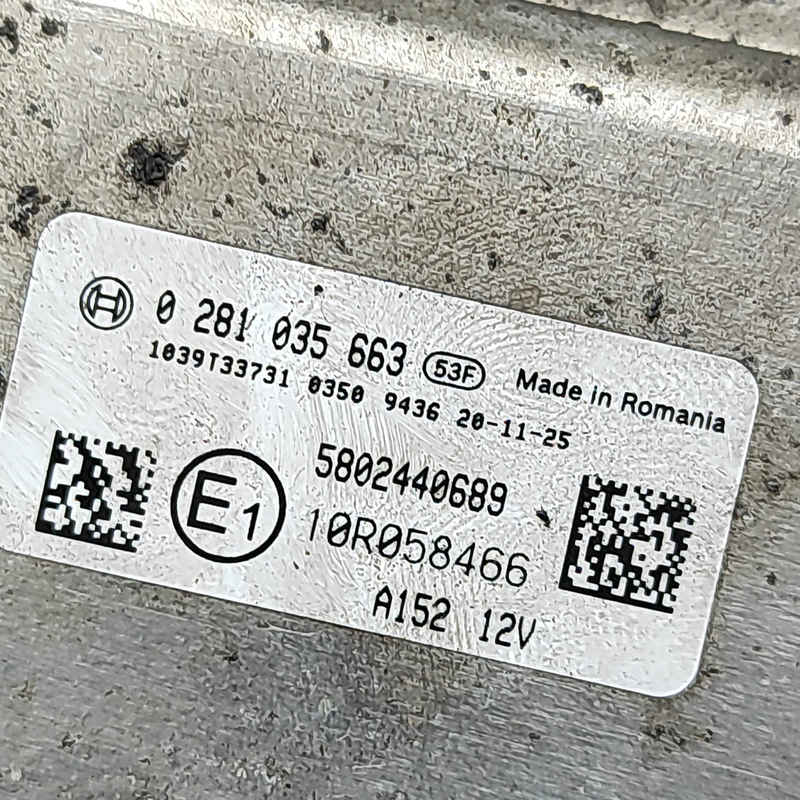 0 281 035 663 53F Made in Romania
1039T33731 0350 9436 20-11-25
E1
5802440689
10R058466
A152 12V